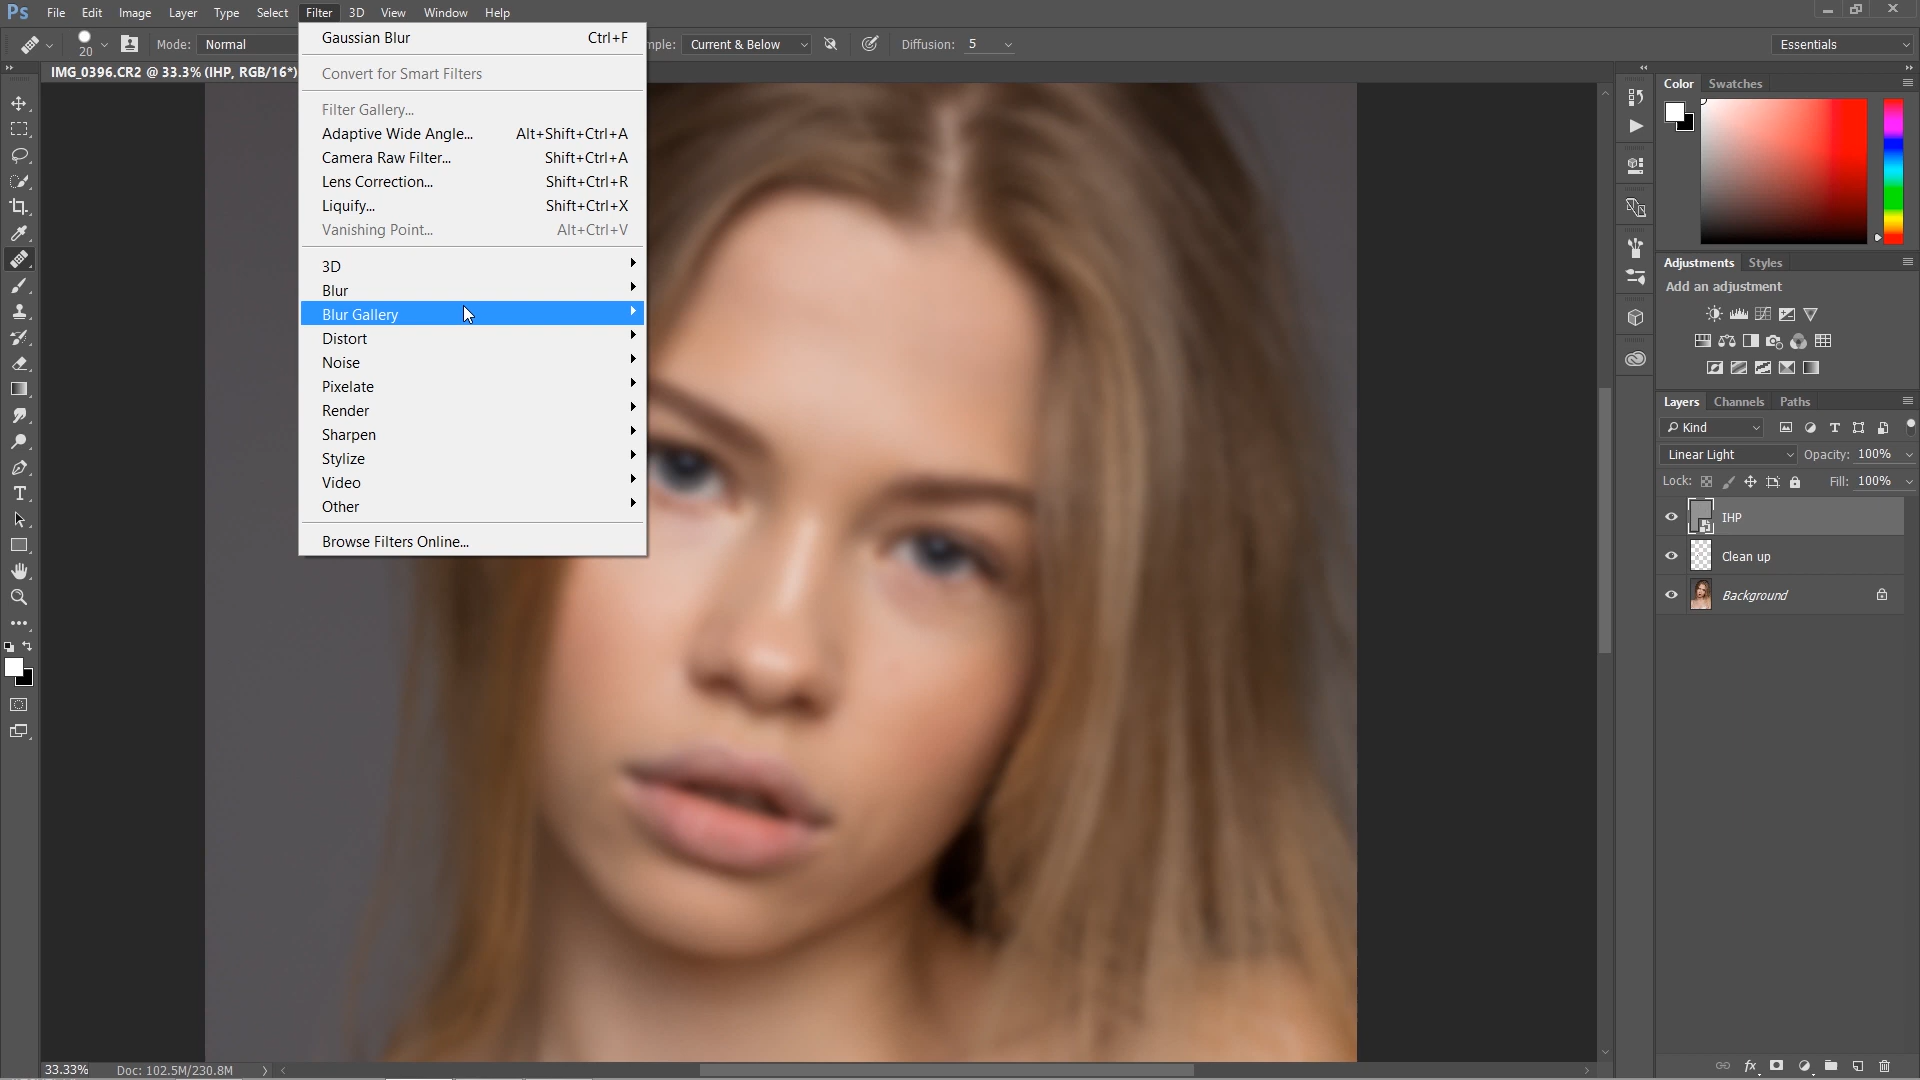 Ps File Edit Image Layer Type Select Filter 3D View Window Help
20 Mode: Normal Current & Below Diffusion: 5 Essentials
IMG_0396.CR2 @ 33.3% (IHP, RGB/16*)
Gaussian Blur Ctrl+F
Convert for Smart Filters
Filter Gallery...
Adaptive Wide Angle... Alt+Shift+Ctrl+A
Camera Raw Filter... Shift+Ctrl+A
Lens Correction... Shift+Ctrl+R
Liquify... Shift+Ctrl+X
Vanishing Point... Alt+Ctrl+V
3D
Blur
Blur Gallery
Distort
Noise
Pixelate
Render
Sharpen
Stylize
Video
Other
Browse Filters Online...
Color Swatches
Adjustments Styles
Add an adjustment
Layers Channels Paths
Kind
Linear Light Opacity: 100%
Lock: Fill: 100%
IHP
Clean up
Background
33.33% Doc: 102.5M/230.8M